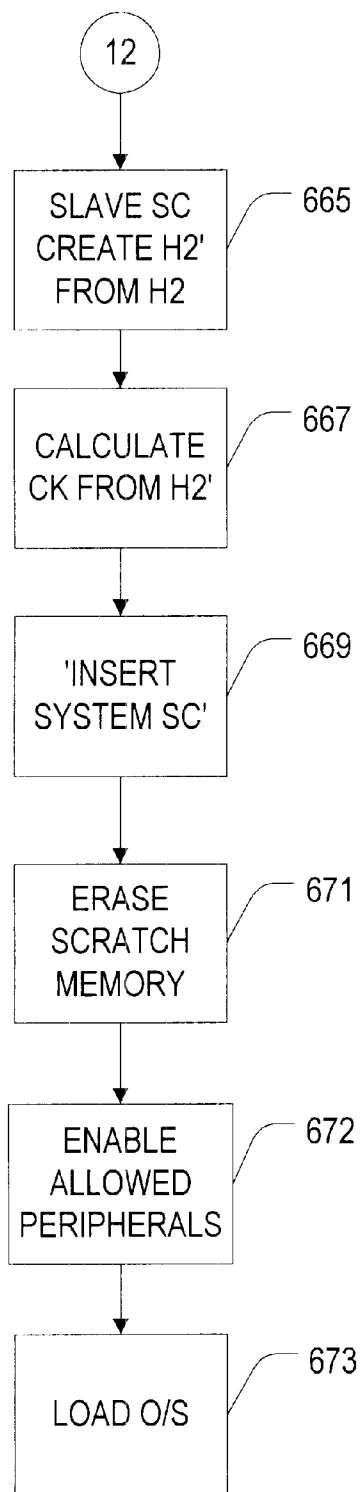 12
SLAVE SC
CREATE H2'
FROM H2
665
CALCULATE
CK FROM H2'
667
'INSERT
SYSTEM SC'
669
ERASE
SCRATCH
MEMORY
671
ENABLE
ALLOWED
PERIPHERALS
672
LOAD O/S
673